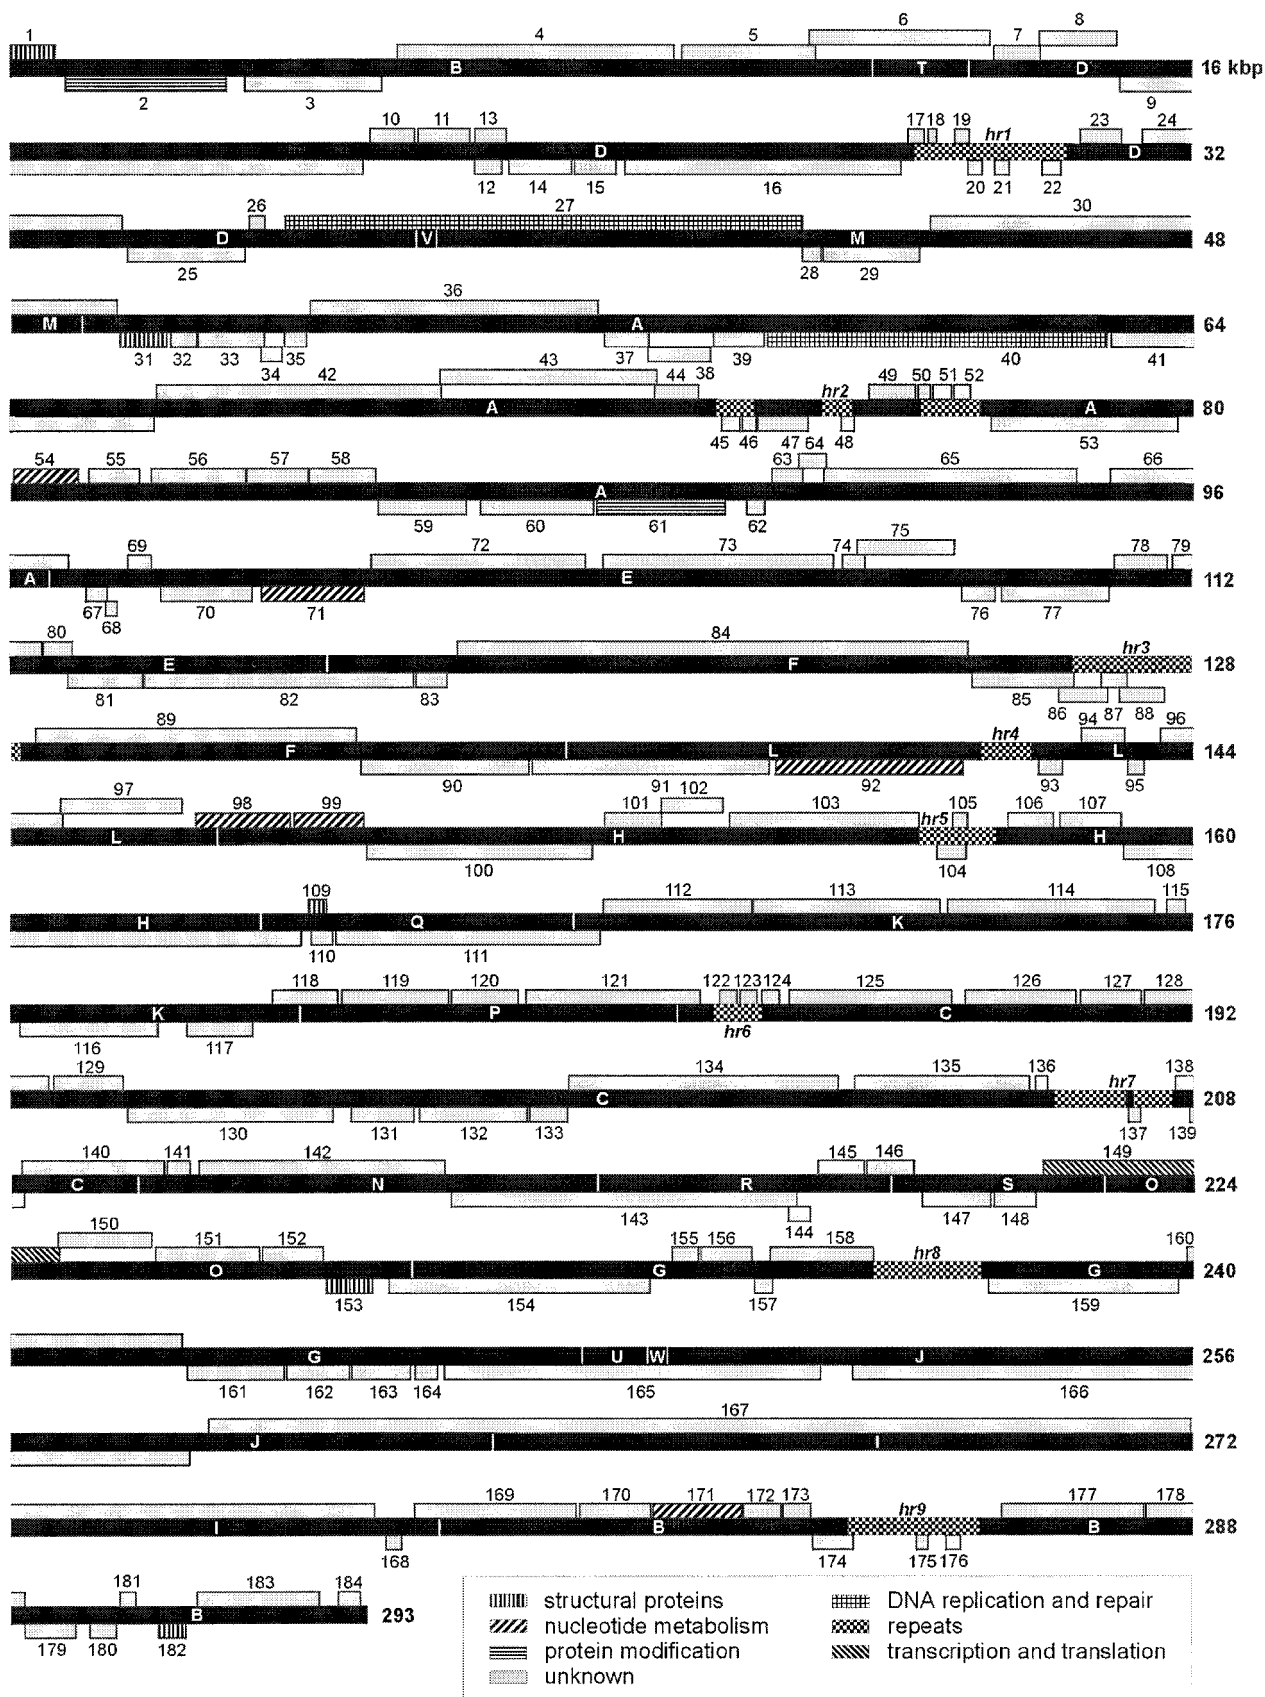 1 4 5 6 7 8
B T D 16 kbp
2 3 9
10 11 13 17 18 19 hr1 23 24
D D 32
12 14 15 16 20 21 22
26 27 30
D V M 48
25 28 29
36
M A 64
31 32 33 34 35 37 38 39 40 41
42 43 44 hr2 49 50 51 52
A A 80
45 46 47 48 53
54 55 56 57 58 63 64 65 66
A 96
59 60 61 62
69 72 73 74 75 78 79
A E 112
67 68 70 71 76 77
80 84 hr3
E F 128
81 82 83 85 86 87 88
89 hr4 94 96
F L L 144
90 91 92 93 95
97 98 99 101 102 103 hr5 105 106 107
L H H 160
100 104 108
109 112 113 114 115
H Q K 176
110 111
118 119 120 121 122 123 124 125 126 127 128
K P C 192
116 117 hr6
129 134 135 136 hr7 138
C 208
130 131 132 133 137 139
140 141 142 145 146 149
C N R S O 224
143 144 147 148
150 151 152 155 156 158 hr8 160
O G G 240
153 154 157 159
G U W J 256
161 162 163 164 165 166
167
J I 272
169 170 171 172 173 hr9 177 178
I B B 288
168 174 175 176
181 183 184
B 293
179 180 182
structural proteins DNA replication and repair
nucleotide metabolism repeats
protein modification transcription and translation
unknown